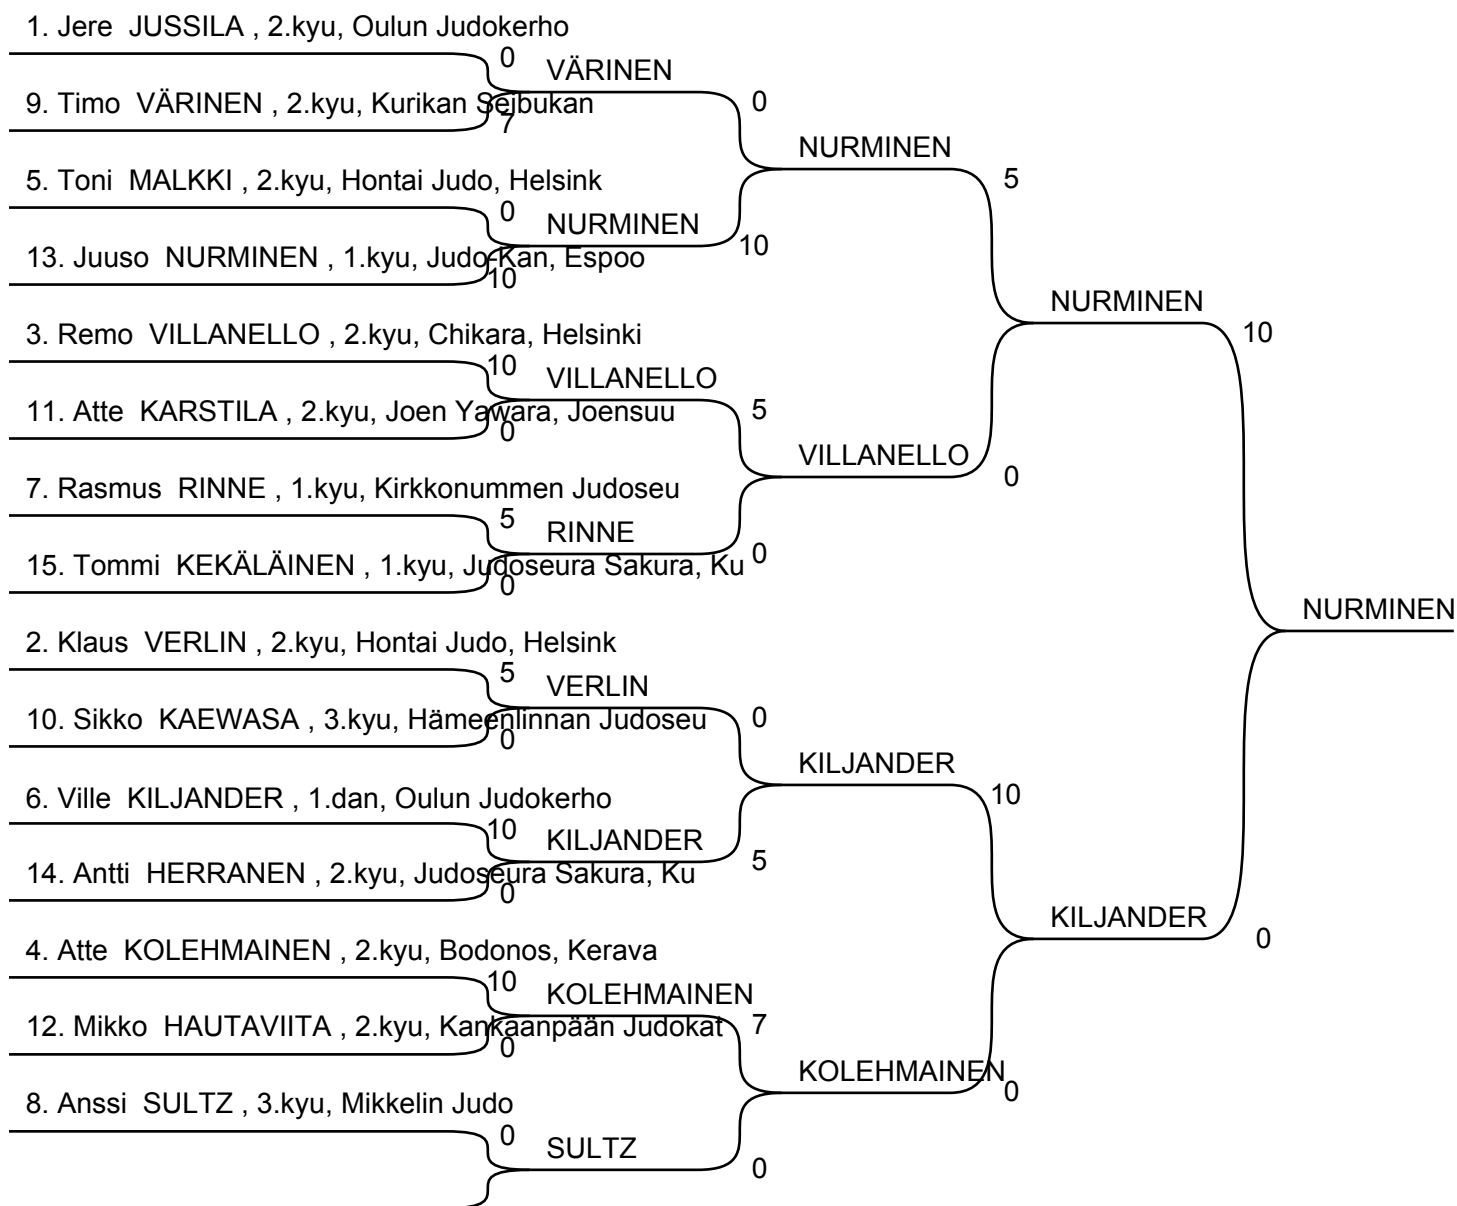 1. Jere JUSSILA , 2.kyu, Oulun Judokerho
0
VÄRINEN
9. Timo VÄRINEN , 2.kyu, Kurikan Seibukan
7
0
NURMINEN
5. Toni MALKKI , 2.kyu, Hontai Judo, Helsink
0
NURMINEN
13. Juuso NURMINEN , 1.kyu, Judo-Kan, Espoo
10
10
5
NURMINEN
3. Remo VILLANELLO , 2.kyu, Chikara, Helsinki
10
VILLANELLO
11. Atte KARSTILA , 2.kyu, Joen Yawara, Joensuu
0
5
VILLANELLO
7. Rasmus RINNE , 1.kyu, Kirkkonummen Judoseu
5
RINNE
15. Tommi KEKÄLÄINEN , 1.kyu, Judoseura Sakura, Ku
0
0
0
10
NURMINEN
2. Klaus VERLIN , 2.kyu, Hontai Judo, Helsink
5
VERLIN
10. Sikko KAEWASA , 3.kyu, Hämeenlinnan Judoseu
0
0
KILJANDER
6. Ville KILJANDER , 1.dan, Oulun Judokerho
10
KILJANDER
14. Antti HERRANEN , 2.kyu, Judoseura Sakura, Ku
0
5
10
KILJANDER
0
4. Atte KOLEHMAINEN , 2.kyu, Bodonos, Kerava
10
KOLEHMAINEN
12. Mikko HAUTAVIITA , 2.kyu, Kankaanpään Judokat
0
7
KOLEHMAINEN
0
8. Anssi SULTZ , 3.kyu, Mikkelin Judo
0
SULTZ
0